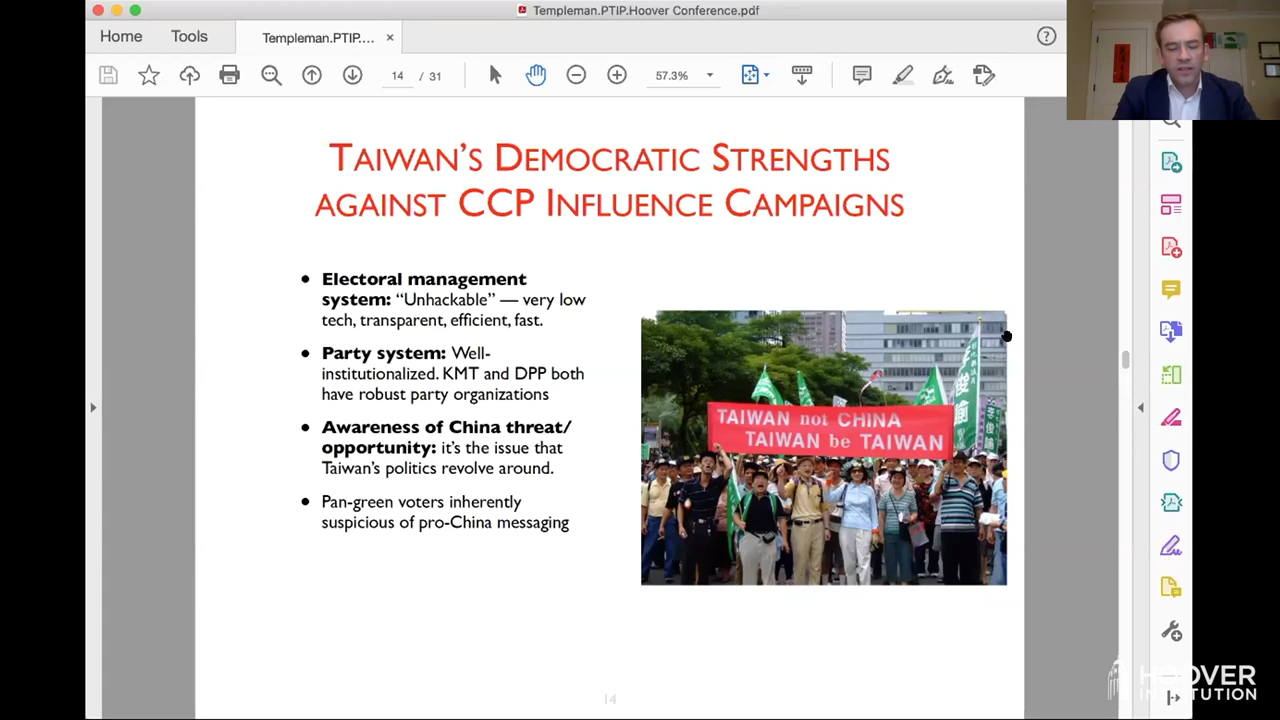 Templeman.PTIP.Hoover Conference.pdf
Home
Tools
Templeman.PTIP....
14 / 31
57.3%
TAIWAN'S DEMOCRATIC STRENGTHS
AGAINST CCP INFLUENCE CAMPAIGNS
• Electoral management
system: “Unhackable” — very low
tech, transparent, efficient, fast.
• Party system: Well-
institutionalized. KMT and DPP both
have robust party organizations
• Awareness of China threat/
opportunity: it's the issue that
Taiwan's politics revolve around.
• Pan-green voters inherently
suspicious of pro-China messaging
TAIWAN not CHINA
TAIWAN be TAIWAN
14
HOOVER
INSTITUTION